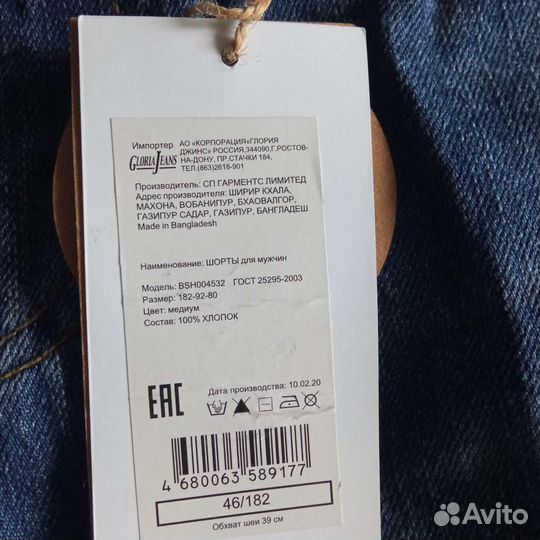 Импортер
GLORIA JEANS
АО «КОРПОРАЦИЯ«ГЛОРИЯ
ДЖИНС» РОССИЯ,344090,Г.РОСТОВ-
НА-ДОНУ, ПР.СТАЧКИ 184,
ТЕЛ.(863)2618-901
Производитель: СП ГАРМЕНТС ЛИМИТЕД
Адрес производителя: ШИРИР КХАЛА,
МАХОНА, ВОБАНИПУР, БХАОВАЛГОР,
ГАЗИПУР САДАР, ГАЗИПУР, БАНГЛАДЕШ
Made in Bangladesh
Наименование: ШОРТЫ для мужчин
Модель: BSH004532 ГОСТ 25295-2003
Размер: 182-92-80
Цвет: медиум
Состав: 100% ХЛОПОК
Дата производства: 10.02.20
EAC
4 680063 589177
46/182
Обхват шеи 39 см
Avito